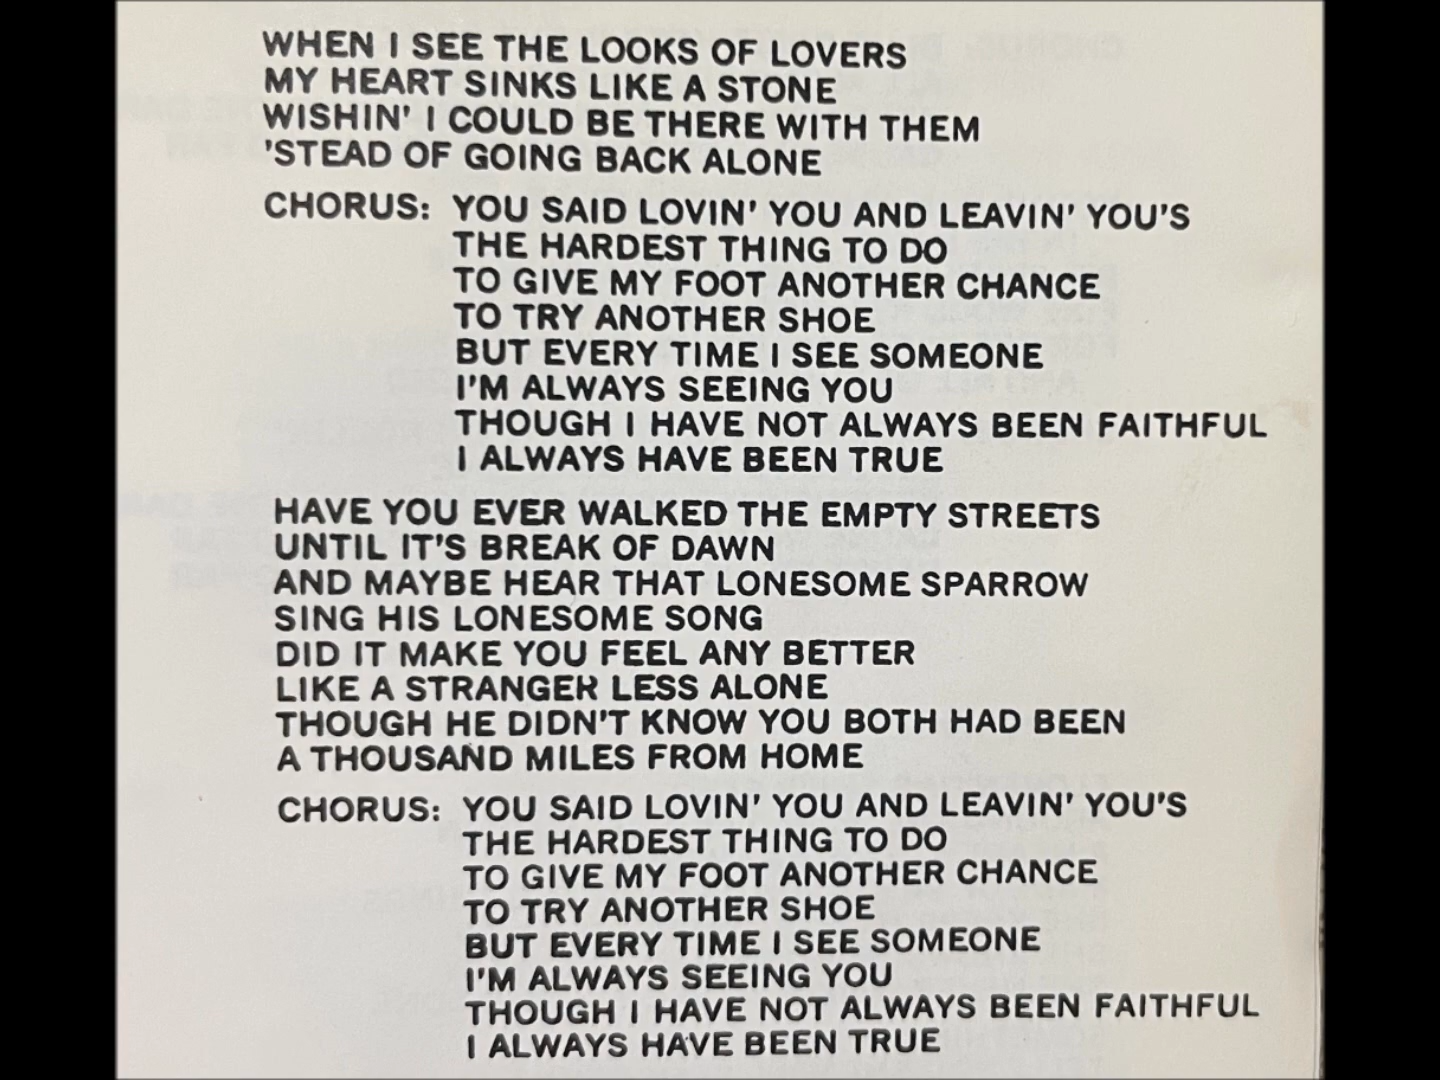 WHEN I SEE THE LOOKS OF LOVERS
MY HEART SINKS LIKE A STONE
WISHIN' I COULD BE THERE WITH THEM
'STEAD OF GOING BACK ALONE
CHORUS: YOU SAID LOVIN' YOU AND LEAVIN' YOU'S
THE HARDEST THING TO DO
TO GIVE MY FOOT ANOTHER CHANCE
TO TRY ANOTHER SHOE
BUT EVERY TIME I SEE SOMEONE
I'M ALWAYS SEEING YOU
THOUGH I HAVE NOT ALWAYS BEEN FAITHFUL
I ALWAYS HAVE BEEN TRUE
HAVE YOU EVER WALKED THE EMPTY STREETS
UNTIL IT'S BREAK OF DAWN
AND MAYBE HEAR THAT LONESOME SPARROW
SING HIS LONESOME SONG
DID IT MAKE YOU FEEL ANY BETTER
LIKE A STRANGER LESS ALONE
THOUGH HE DIDN'T KNOW YOU BOTH HAD BEEN
A THOUSAND MILES FROM HOME
CHORUS: YOU SAID LOVIN' YOU AND LEAVIN' YOU'S
THE HARDEST THING TO DO
TO GIVE MY FOOT ANOTHER CHANCE
TO TRY ANOTHER SHOE
BUT EVERY TIME I SEE SOMEONE
I'M ALWAYS SEEING YOU
THOUGH I HAVE NOT ALWAYS BEEN FAITHFUL
I ALWAYS HAVE BEEN TRUE